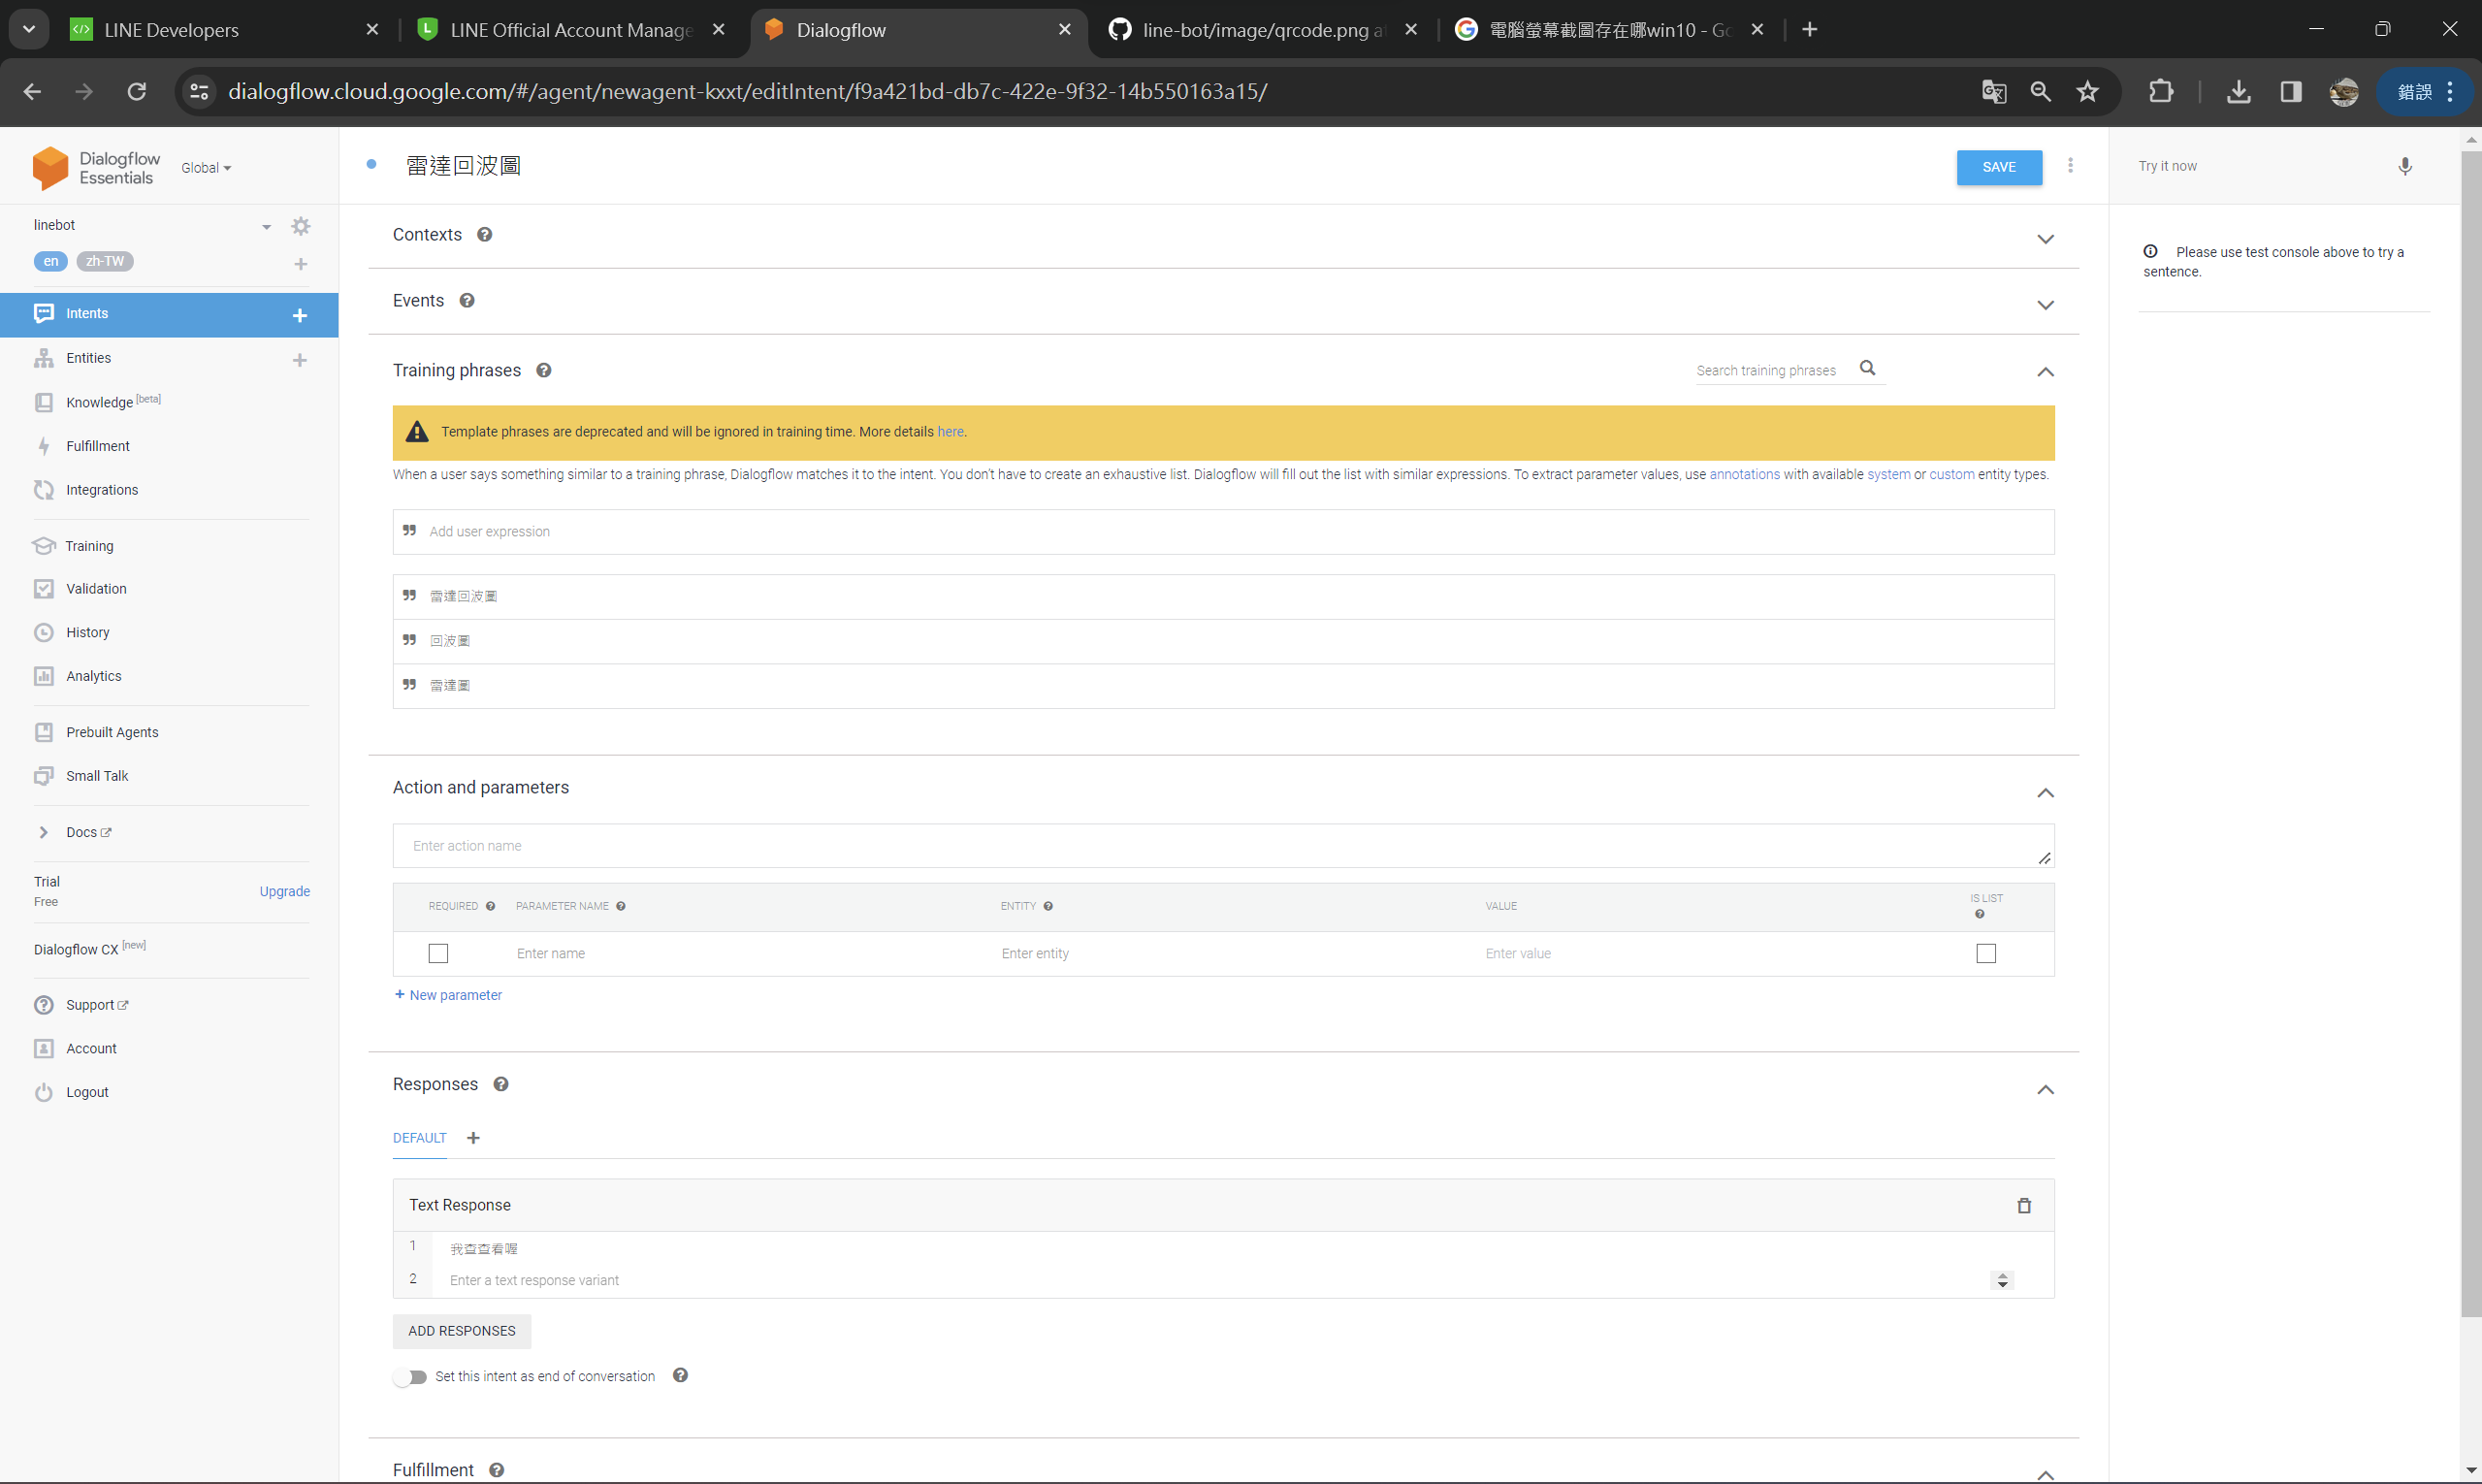 LINE Developers
LINE Official Account Manage
Dialogflow
line-bot/image/qrcode.png a
電腦螢幕截圖存在哪win10 - Go
dialogflow.cloud.google.com/#/agent/newagent-kxxt/editIntent/f9a421bd-db7c-422e-9f32-14b550163a15/
錯誤
Dialogflow
Essentials
Global
linebot
en
zh-TW
Intents
Entities
Knowledge [beta]
Fulfillment
Integrations
Training
Validation
History
Analytics
Prebuilt Agents
Small Talk
Docs
Trial
Free
Upgrade
Dialogflow CX [new]
Support
Account
Logout
雷達回波圖
SAVE
Contexts
Events
Training phrases
Search training phrases
Template phrases are deprecated and will be ignored in training time. More details here.
When a user says something similar to a training phrase, Dialogflow matches it to the intent. You don't have to create an exhaustive list. Dialogflow will fill out the list with similar expressions. To extract parameter values, use annotations with available system or custom entity types.
Add user expression
雷達回波圖
回波圖
雷達圖
Action and parameters
Enter action name
REQUIRED PARAMETER NAME ENTITY VALUE IS LIST
Enter name Enter entity Enter value
+ New parameter
Responses
DEFAULT
Text Response
1 我查查看喔
2 Enter a text response variant
ADD RESPONSES
Set this intent as end of conversation
Fulfillment
Try it now
Please use test console above to try a
sentence.